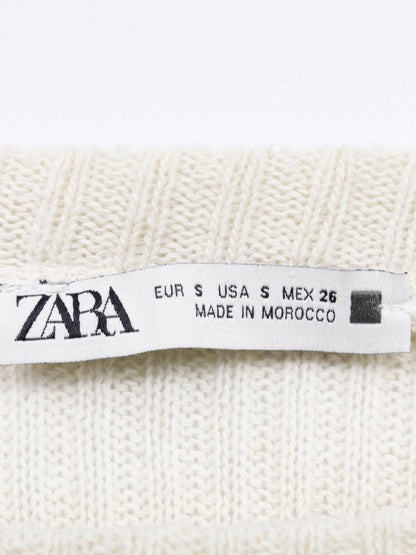 ZARA
EUR S USA S MEX 26
MADE IN MOROCCO